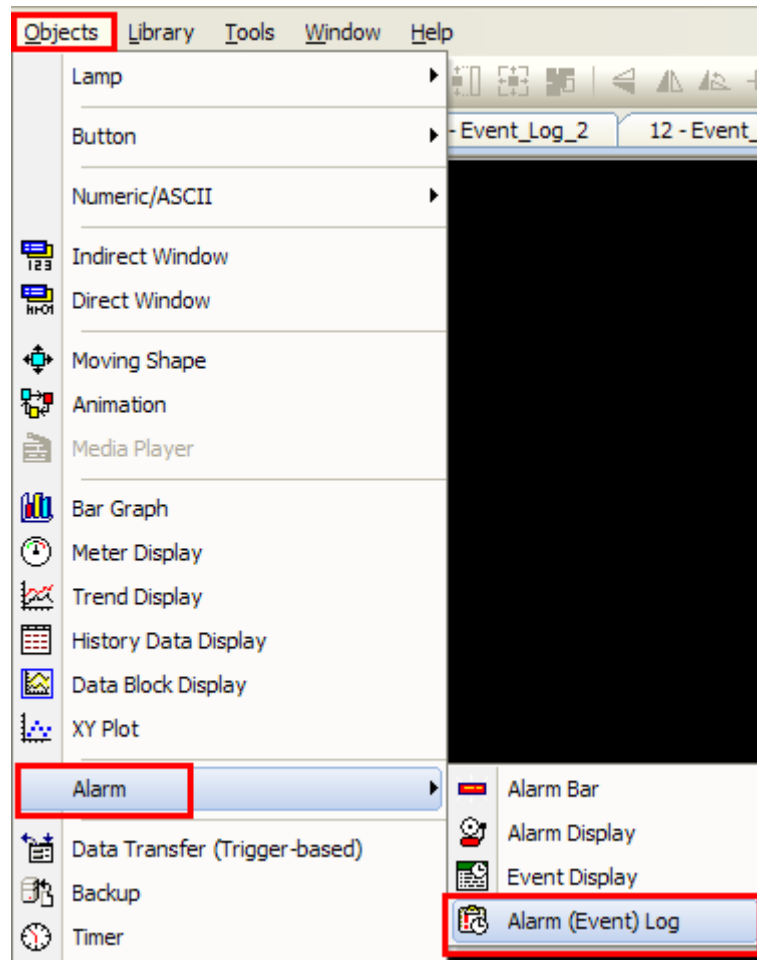 Objects Library Tools Window Help
Lamp
- Event_Log_2 12 - Event_
Button
Numeric/ASCII
Indirect Window
Direct Window
Moving Shape
Animation
Media Player
Bar Graph
Meter Display
Trend Display
History Data Display
Data Block Display
XY Plot
Alarm
Alarm Bar
Alarm Display
Event Display
Alarm (Event) Log
Data Transfer (Trigger-based)
Backup
Timer